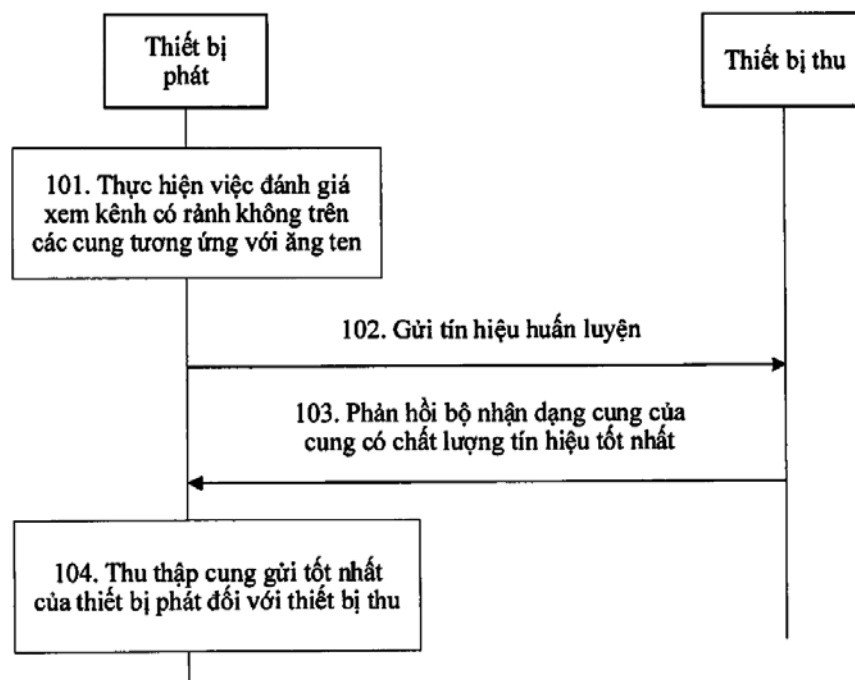 Thiết bị
phát
Thiết bị thu
101. Thực hiện việc đánh giá
xem kênh có rảnh không trên
các cung tương ứng với ăng ten
102. Gửi tín hiệu huấn luyện
103. Phản hồi bộ nhận dạng cung của
cung có chất lượng tín hiệu tốt nhất
104. Thu thập cung gửi tốt nhất
của thiết bị phát đối với thiết bị thu